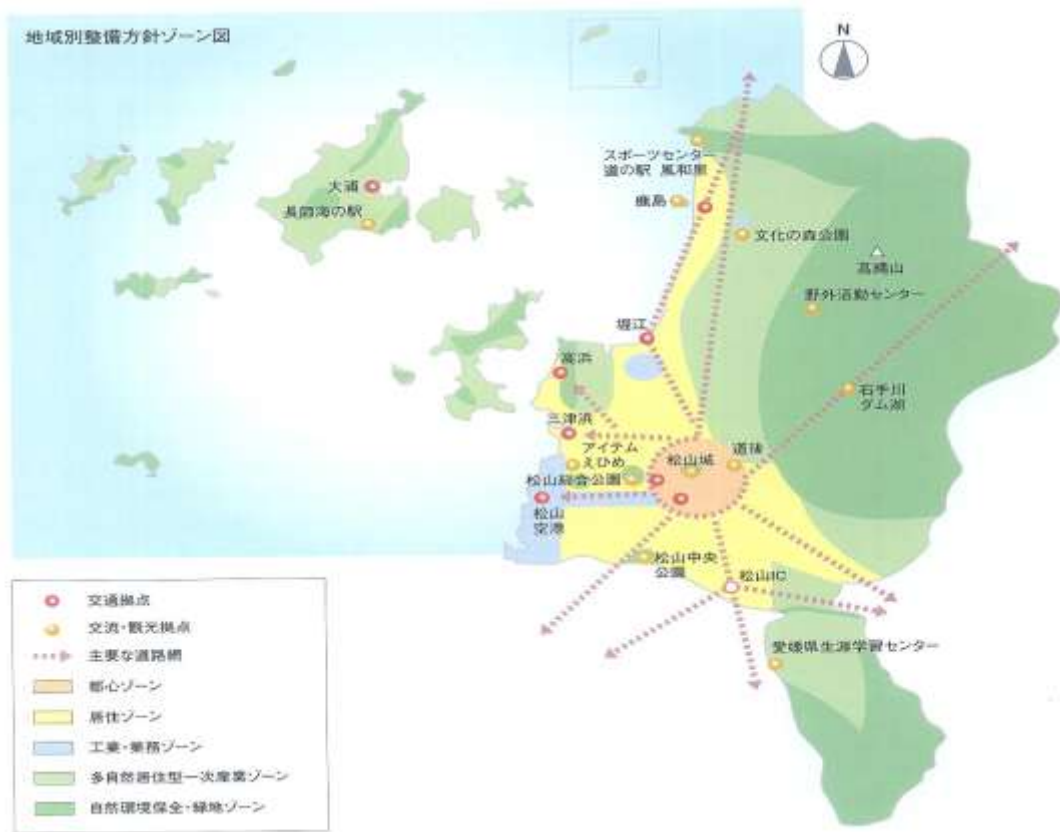 地域別整備方針ゾーン図
N
スポーツセンター
道の駅 風和里
大浦
鹿島
長師海の駅
文化の森公園
高縄山
野外活動センター
堀江
高浜
石手川
ダム湖
三津浜
アイテム
えひめ
松山城
道後
松山総合公園
松山
空港
松山中央
公園
松山IC
愛媛県生涯学習センター
交通拠点
交流・観光拠点
主要な道路網
都心ゾーン
居住ゾーン
工業・業務ゾーン
多自然居住型一次産業ゾーン
自然環境保全・緑地ゾーン